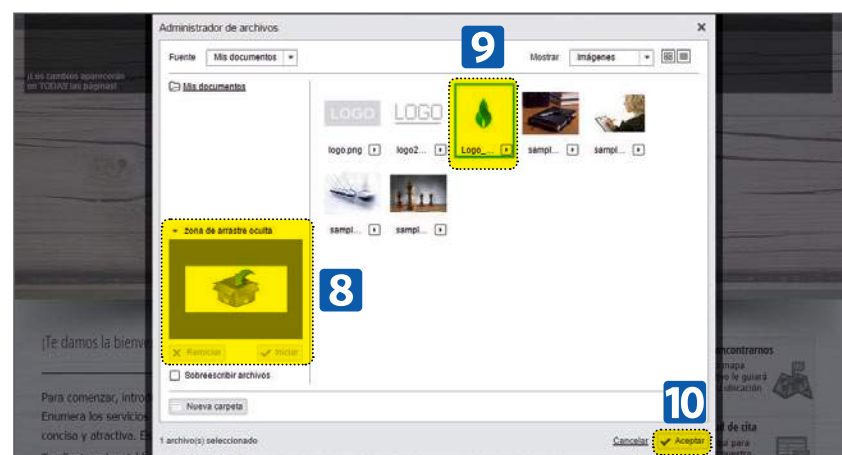 Administrador de archivos
Fuente Mis documentos
9
Mostrar: Imágenes
¡Los cambios aparecerán
en TODAS las páginas!
Mis documentos
LOGO LOGO
logo.png logo2... Logo_... sampl... sampl...
zona de arrastre oculta
sampl... sampl...
8
Reiniciar Iniciar
Sobreescribir archivos
Nueva carpeta
10
1 archivo(s) seleccionado
Cancelar Aceptar
¡Te damos la bienve
Para comenzar, introd
Enumera los servicios
concisa y atractiva.
ncontrarnos
mapa
o le guiará
ubicación
d de cita
para